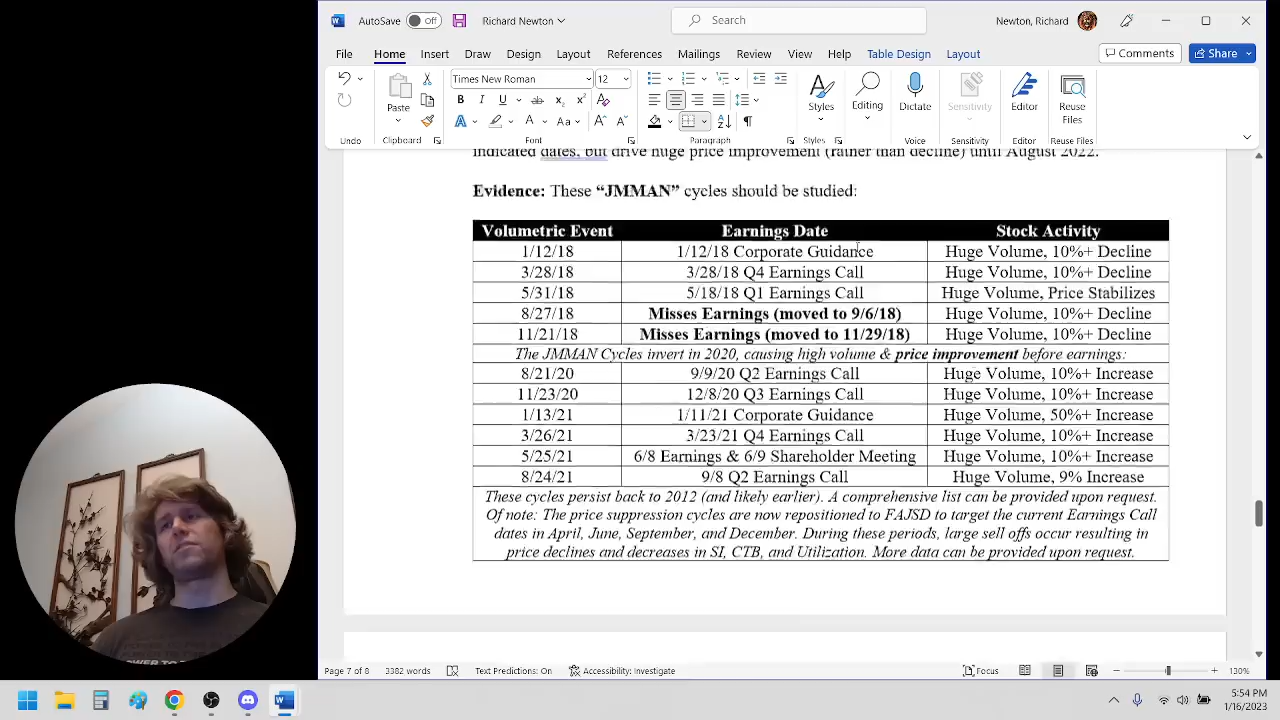 AutoSave Off Richard Newton Search Newton, Richard
File Home Insert Draw Design Layout References Mailings Review View Help Table Design Layout Comments Share
Times New Roman 12
Paste Styles Editing Dictate Sensitivity Editor Reuse Files
Undo Clipboard Font Paragraph Styles Voice Sensitivity Editor Reuse Files
indicated dates, but drive huge price improvement (rather than decline) until August 2022.
Evidence: These “JMMAN” cycles should be studied:
Volumetric Event Earnings Date Stock Activity
1/12/18 1/12/18 Corporate Guidance Huge Volume, 10%+ Decline
3/28/18 3/28/18 Q4 Earnings Call Huge Volume, 10%+ Decline
5/31/18 5/18/18 Q1 Earnings Call Huge Volume, Price Stabilizes
8/27/18 Misses Earnings (moved to 9/6/18) Huge Volume, 10%+ Decline
11/21/18 Misses Earnings (moved to 11/29/18) Huge Volume, 10%+ Decline
The JMMAN Cycles invert in 2020, causing high volume & price improvement before earnings:
8/21/20 9/9/20 Q2 Earnings Call Huge Volume, 10%+ Increase
11/23/20 12/8/20 Q3 Earnings Call Huge Volume, 10%+ Increase
1/13/21 1/11/21 Corporate Guidance Huge Volume, 50%+ Increase
3/26/21 3/23/21 Q4 Earnings Call Huge Volume, 10%+ Increase
5/25/21 6/8 Earnings & 6/9 Shareholder Meeting Huge Volume, 10%+ Increase
8/24/21 9/8 Q2 Earnings Call Huge Volume, 9% Increase
These cycles persist back to 2012 (and likely earlier). A comprehensive list can be provided upon request.
Of note: The price suppression cycles are now repositioned to FAJSD to target the current Earnings Call
dates in April, June, September, and December. During these periods, large sell offs occur resulting in
price declines and decreases in SI, CTB, and Utilization. More data can be provided upon request.
Page 7 of 8 3382 words Text Predictions: On Accessibility: Investigate Focus 130%
5:54 PM
1/16/2023